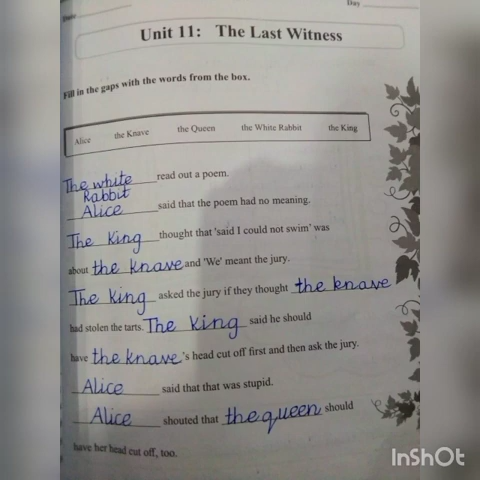 Date
Day
Unit 11: The Last Witness
Fill in the gaps with the words from the box.
Alice the Knave the Queen the White Rabbit the King
The white Rabbit read out a poem.
Alice said that the poem had no meaning.
The King thought that 'said I could not swim' was
about the knave and 'We' meant the jury.
The King asked the jury if they thought the knave
had stolen the tarts. The King said he should
have the knave's head cut off first and then ask the jury.
Alice said that that was stupid.
Alice shouted that the queen should
have her head cut off, too.
InShOt